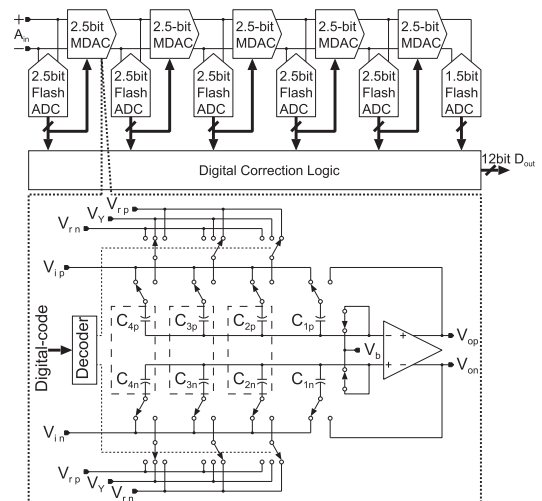 +
A_in
−
2.5bit
MDAC
2.5-bit
MDAC
2.5-bit
MDAC
2.5-bit
MDAC
2.5-bit
MDAC
2.5bit
Flash
ADC
2.5bit
Flash
ADC
2.5bit
Flash
ADC
2.5bit
Flash
ADC
2.5bit
Flash
ADC
1.5bit
Flash
ADC
Digital Correction Logic
12bit D_out
V_rp
V_Y
V_rn
V_ip
C_4p
C_3p
C_2p
C_1p
Digital-code
Decoder
V_b
− +
+ −
V_op
V_on
C_4n
C_3n
C_2n
C_1n
V_in
V_rp
V_Y
V_rn